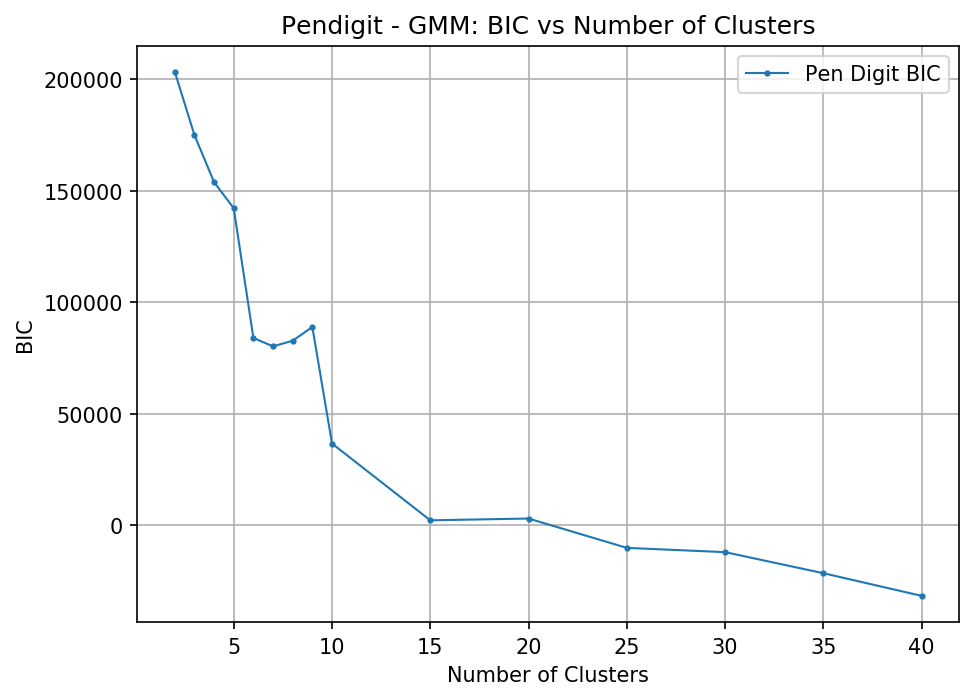 Pendigit - GMM: BIC vs Number of Clusters
Pen Digit BIC
200000
150000
100000
50000
0
BIC
5 10 15 20 25 30 35 40
Number of Clusters